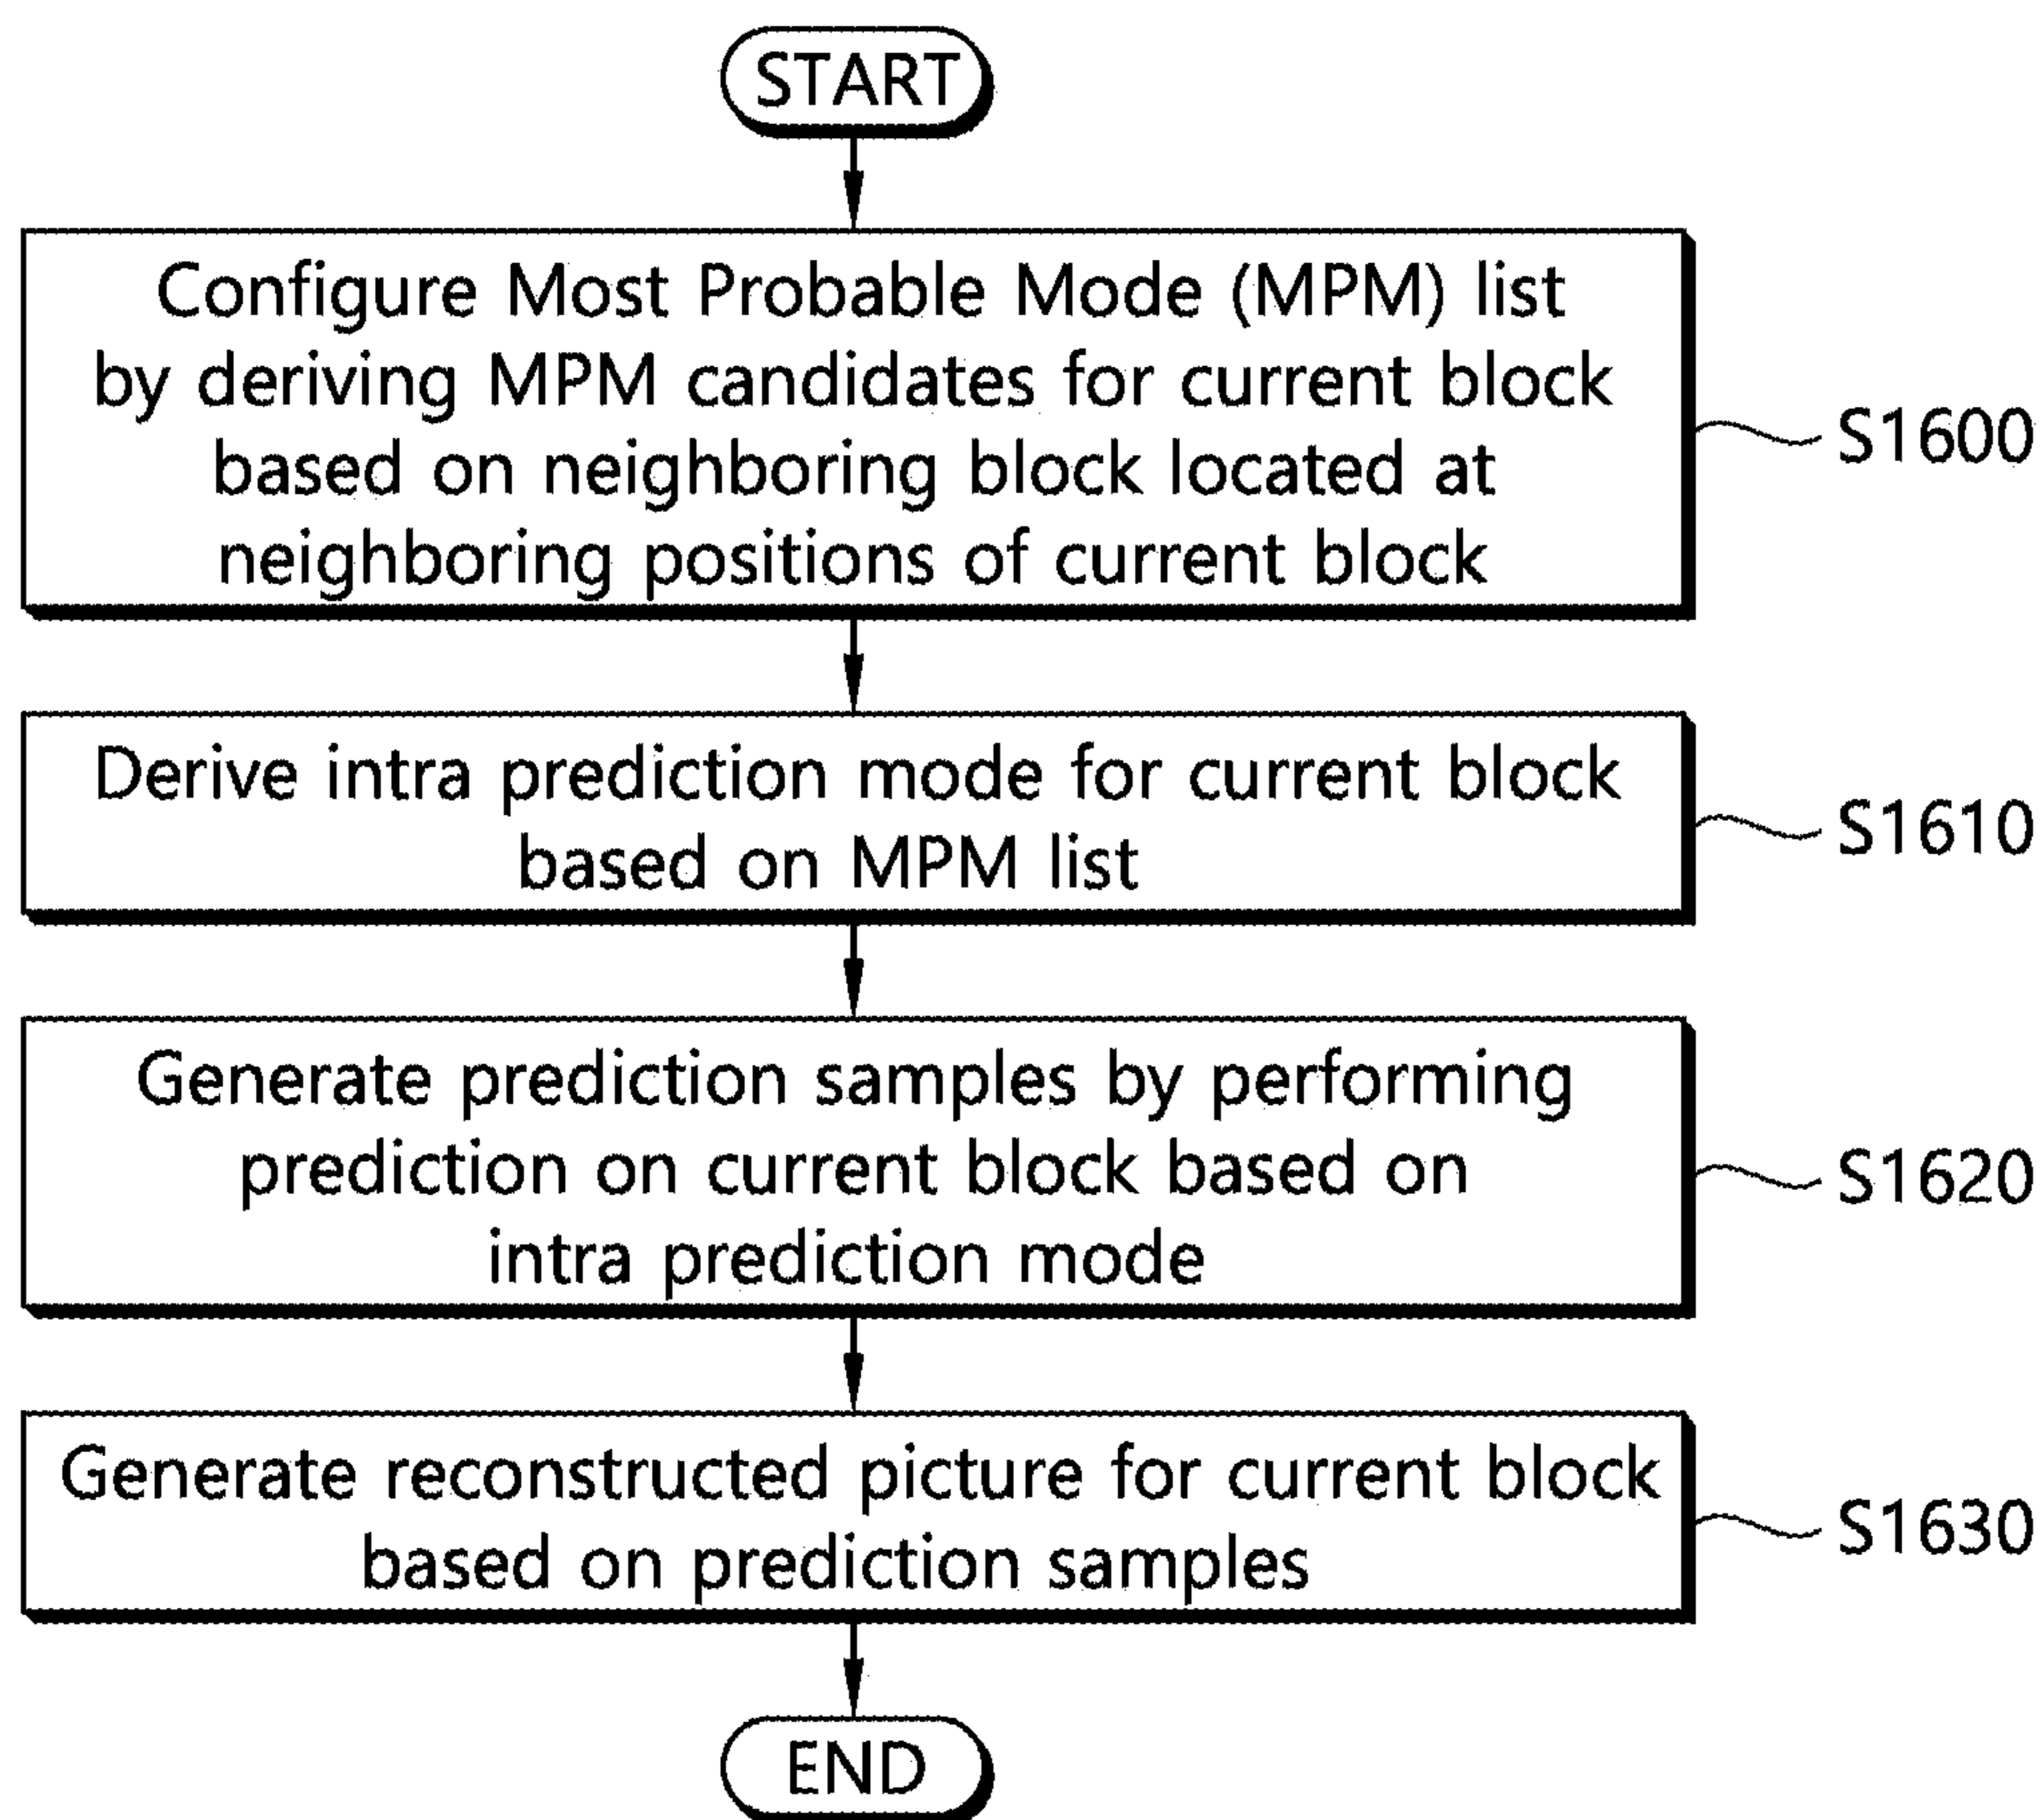 START
Configure Most Probable Mode (MPM) list
by deriving MPM candidates for current block
based on neighboring block located at
neighboring positions of current block
S1600
Derive intra prediction mode for current block
based on MPM list
S1610
Generate prediction samples by performing
prediction on current block based on
intra prediction mode
S1620
Generate reconstructed picture for current block
based on prediction samples
S1630
END